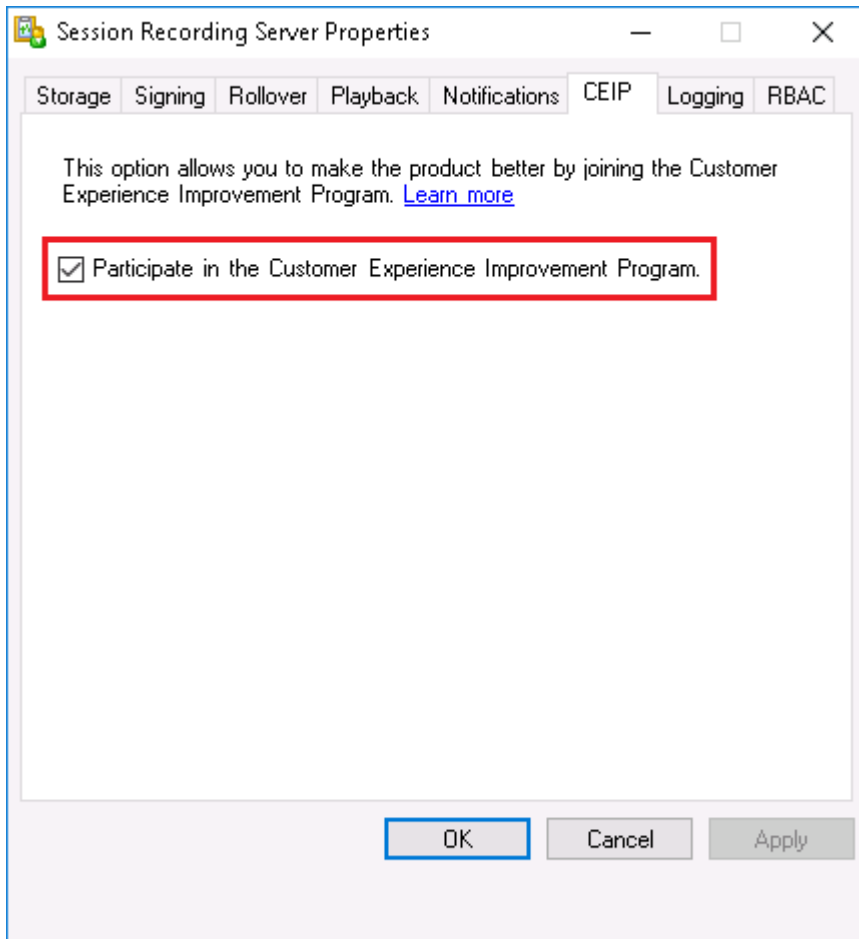 Session Recording Server Properties
Storage Signing Rollover Playback Notifications CEIP Logging RBAC
This option allows you to make the product better by joining the Customer
Experience Improvement Program. Learn more
Participate in the Customer Experience Improvement Program.
OK Cancel Apply